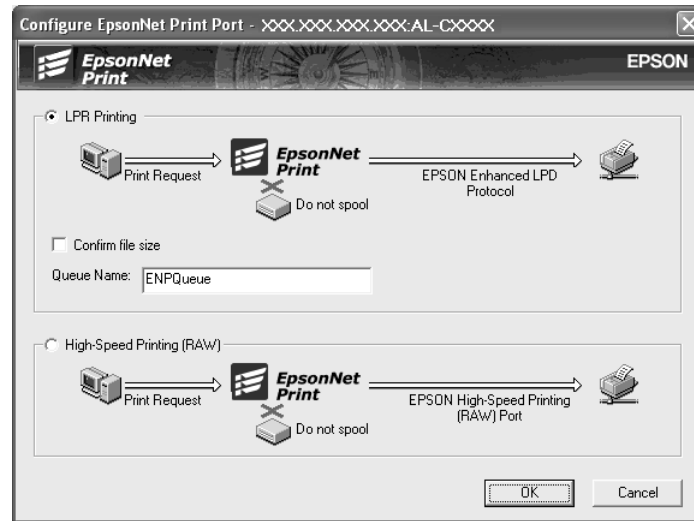 Configure EpsonNet Print Port - XXX.XXX.XXX.XXX:AL-CXXXX
EpsonNet
Print
EPSON
LPR Printing
Print Request
EpsonNet
Print
EPSON Enhanced LPD
Protocol
Do not spool
Confirm file size
Queue Name:
ENPQueue
High-Speed Printing (RAW)
Print Request
EpsonNet
Print
EPSON High-Speed Printing
(RAW) Port
Do not spool
OK
Cancel